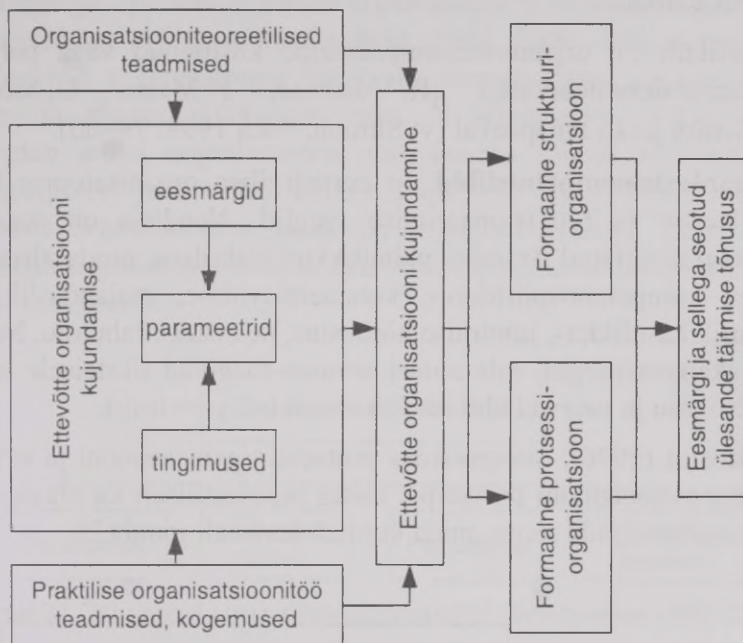 Organisatsiooniteoreetilised
teadmised
Ettevõtte organisatsiooni
kujundamise
eesmärgid
parameetrid
tingimused
Praktilise organisatsioonitöö
teadmised, kogemused
Ettevõtte organisatsiooni kujundamine
Formaalne struktuuri-
organisatsioon
Formaalne protsessi-
organisatsioon
Eesmärgi ja sellega seotud
ülesande täitmise tõhusus